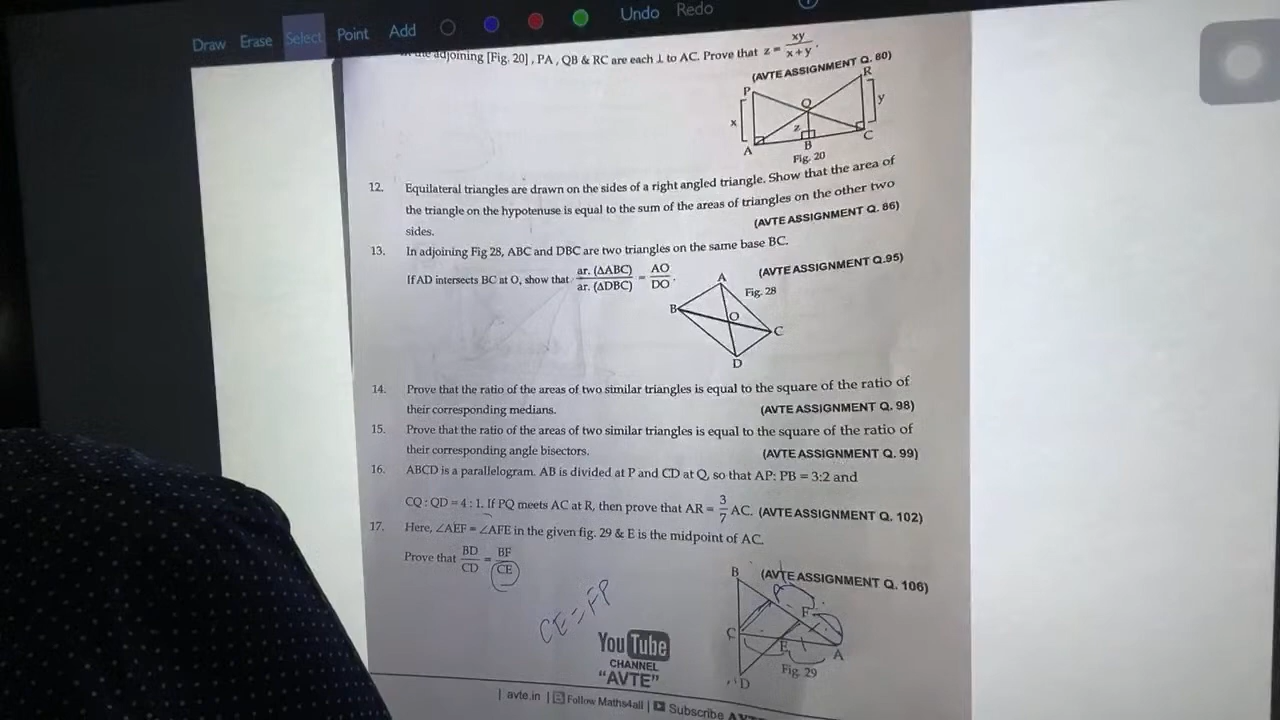 Draw Erase Select Point Add Undo Redo
adjoining [Fig. 20] , PA , QB & RC are each ⊥ to AC. Prove that z = xy / x+y .
(AVTE ASSIGNMENT Q. 80)
P R
Q
x z y
A B C
Fig. 20
12. Equilateral triangles are drawn on the sides of a right angled triangle. Show that the area of
the triangle on the hypotenuse is equal to the sum of the areas of triangles on the other two
sides. (AVTE ASSIGNMENT Q. 86)
13. In adjoining Fig 28, ABC and DBC are two triangles on the same base BC.
If AD intersects BC at O, show that ar. (ΔABC) / ar. (ΔDBC) = AO / DO . (AVTE ASSIGNMENT Q.95)
A
Fig. 28
B O C
D
14. Prove that the ratio of the areas of two similar triangles is equal to the square of the ratio of
their corresponding medians. (AVTE ASSIGNMENT Q. 98)
15. Prove that the ratio of the areas of two similar triangles is equal to the square of the ratio of
their corresponding angle bisectors. (AVTE ASSIGNMENT Q. 99)
16. ABCD is a parallelogram. AB is divided at P and CD at Q, so that AP: PB = 3:2 and
CQ : QD = 4 : 1. If PQ meets AC at R, then prove that AR = 3/7 AC. (AVTE ASSIGNMENT Q. 102)
17. Here, ∠AEF = ∠AFE in the given fig. 29 & E is the midpoint of AC.
Prove that BD / CD = BF / CE
(AVTE ASSIGNMENT Q. 106)
B
P
F
C E A
D
Fig. 29
CE = FP
YouTube
CHANNEL
"AVTE"
| avte.in | Follow Maths4all | Subscribe